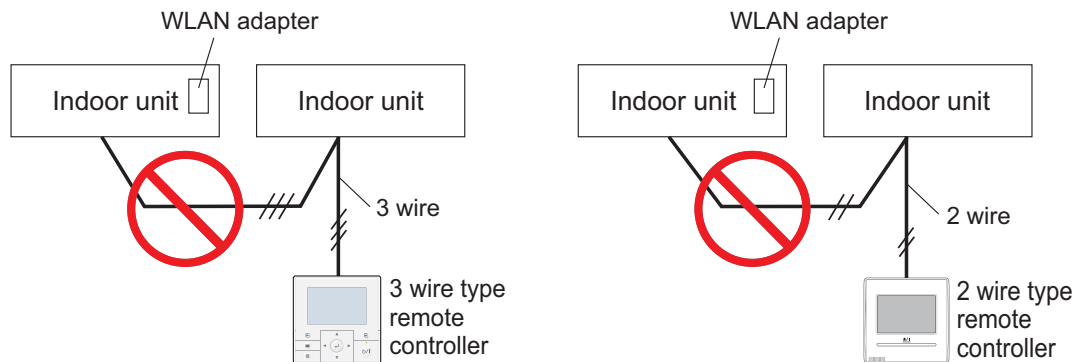 WLAN adapter
Indoor unit
Indoor unit
3 wire
3 wire type
remote
controller
WLAN adapter
Indoor unit
Indoor unit
2 wire
2 wire type
remote
controller